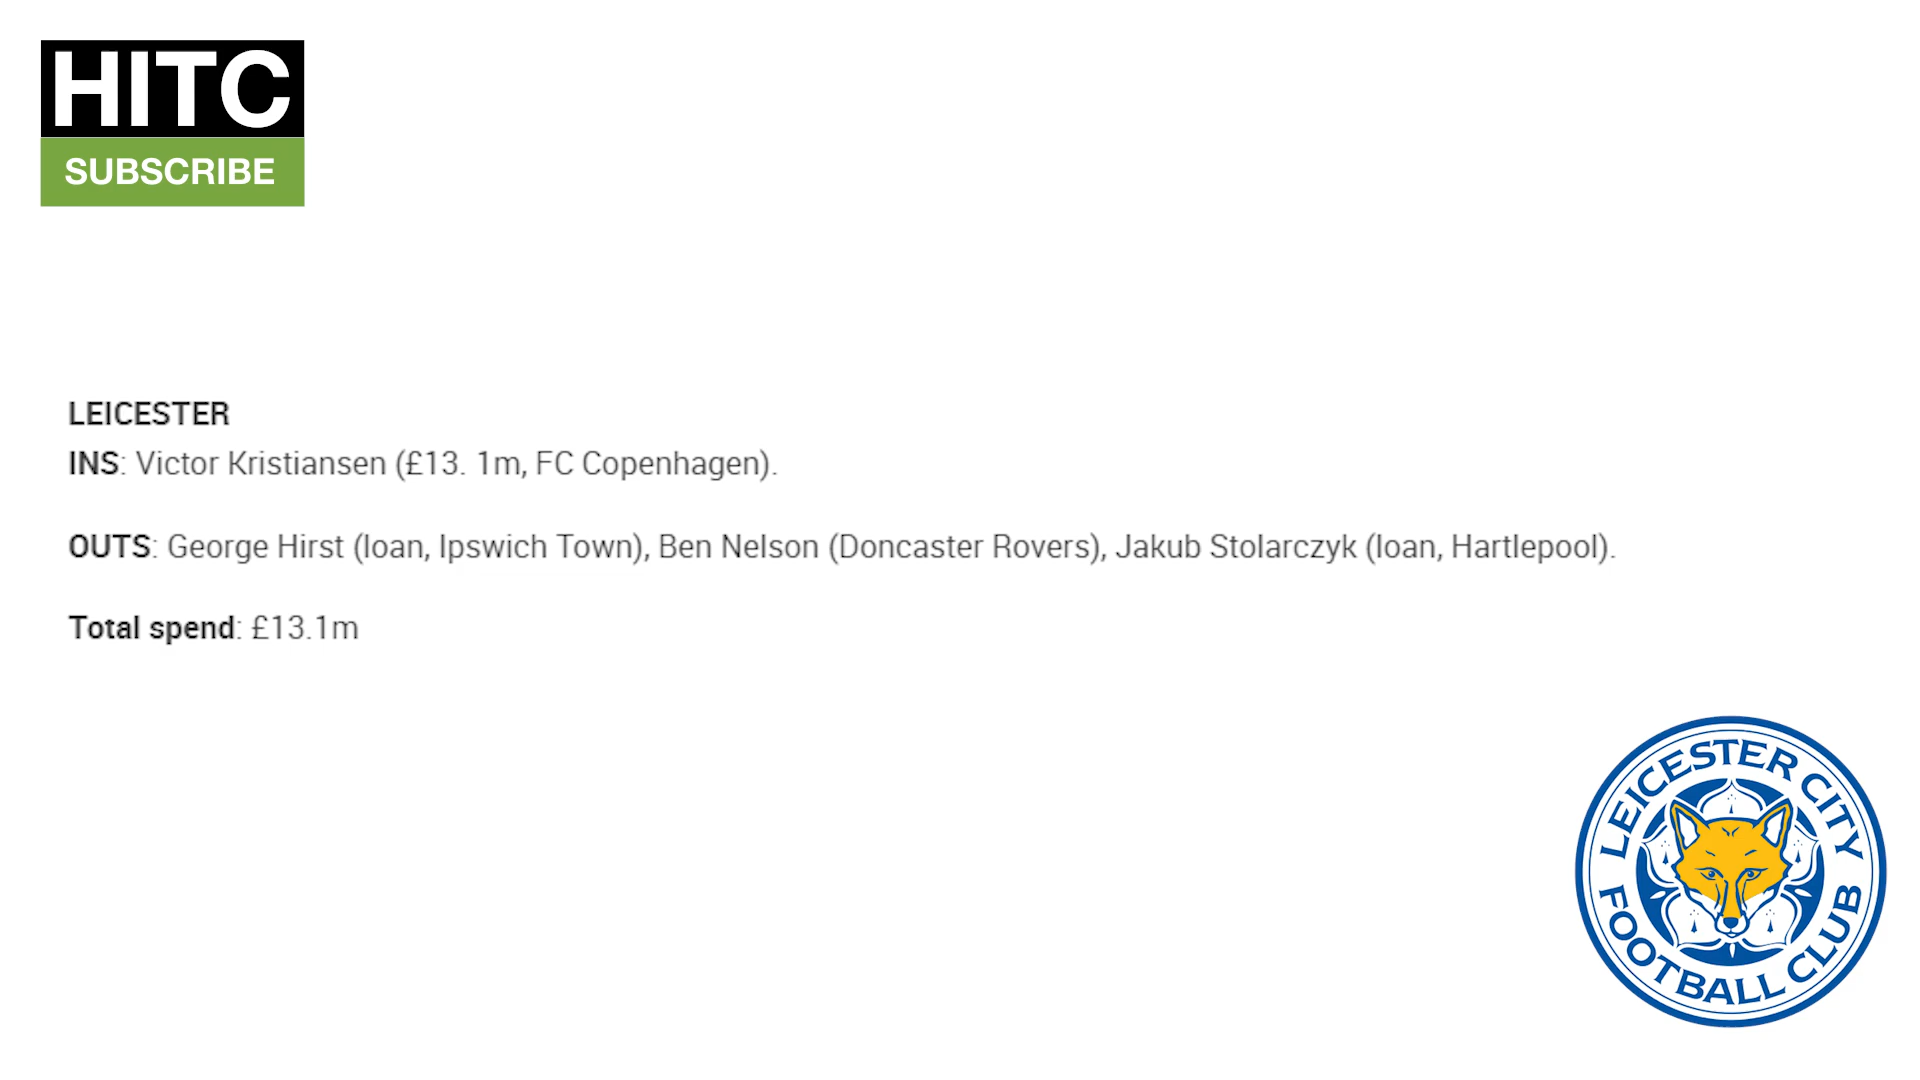 HITC
SUBSCRIBE
LEICESTER
INS: Victor Kristiansen (£13. 1m, FC Copenhagen).
OUTS: George Hirst (loan, Ipswich Town), Ben Nelson (Doncaster Rovers), Jakub Stolarczyk (loan, Hartlepool).
Total spend: £13.1m
LEICESTER CITY
FOOTBALL CLUB